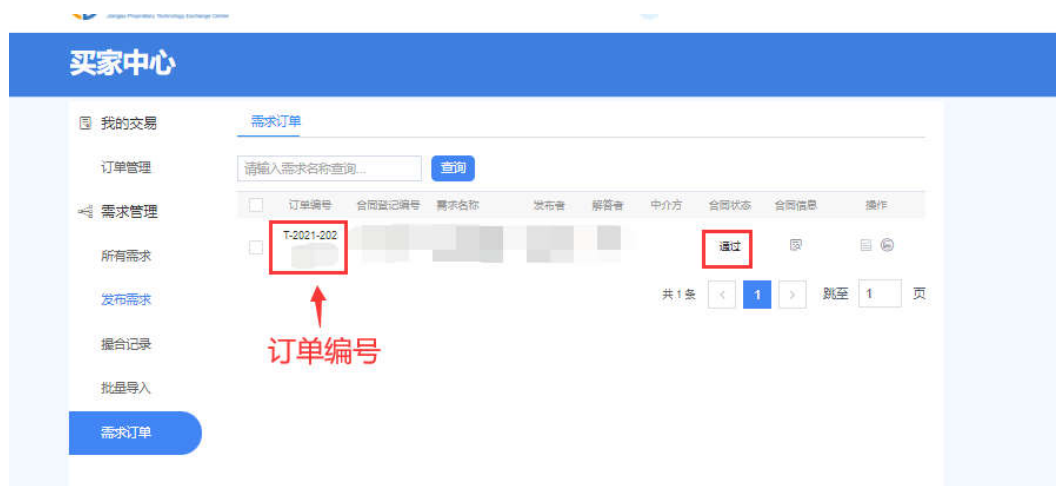 Jiangsu Proprietary Technology Exchange Center
买家中心
我的交易
订单管理
需求管理
所有需求
发布需求
撮合记录
批量导入
需求订单
需求订单
请输入需求名称查询...
查询
订单编号 合同登记编号 需求名称 发布者 解答者 中介方 合同状态 合同信息 操作
T-2021-202
通过
共 1 条 < 1 > 跳至 1 页
订单编号